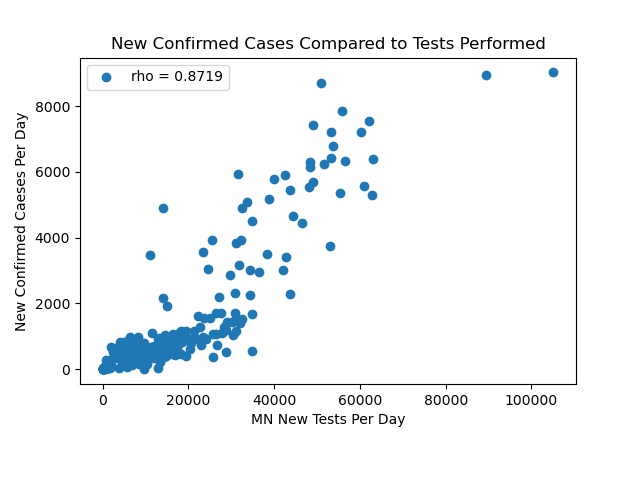 New Confirmed Cases Compared to Tests Performed
rho = 0.8719
8000
6000
4000
2000
0
New Confirmed Caeses Per Day
0 20000 40000 60000 80000 100000
MN New Tests Per Day